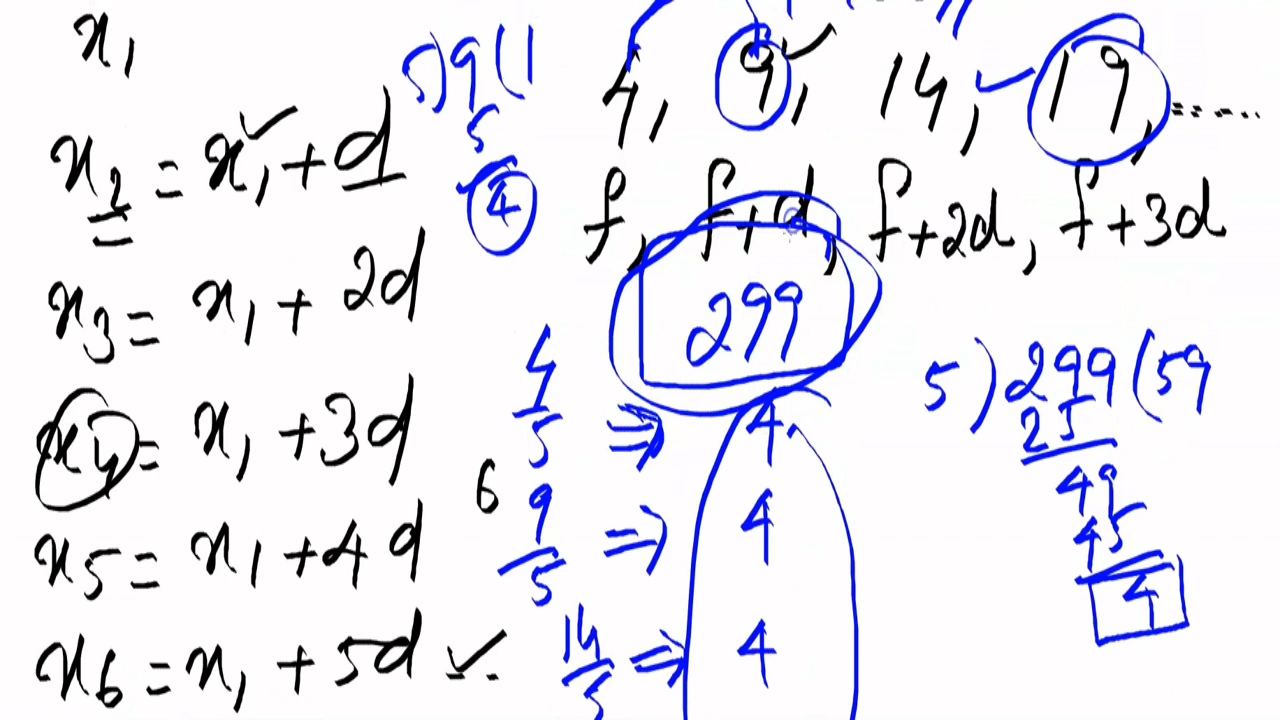 x₁
x₂ = x₁ + d
x₃ = x₁ + 2d
x₄ = x₁ + 3d
x₅ = x₁ + 4d
x₆ = x₁ + 5d
5)9(1
5
4
4, 9, 14, 19, ......
f, f+d, f+2d, f+3d
299
4/5 ⇒ 4
6
9/5 ⇒ 4
14/5 ⇒ 4
5)299(59
25
49
45
4